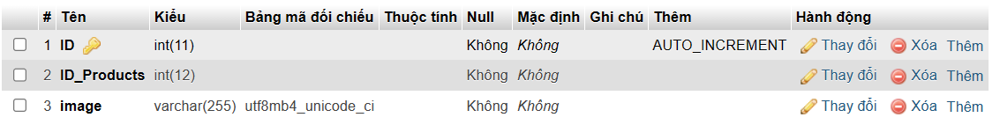 # Tên Kiểu Bảng mã đối chiếu Thuộc tính Null Mặc định Ghi chú Thêm Hành động
1 ID int(11) Không Không AUTO_INCREMENT Thay đổi Xóa Thêm
2 ID_Products int(12) Không Không Thay đổi Xóa Thêm
3 image varchar(255) utf8mb4_unicode_ci Không Không Thay đổi Xóa Thêm